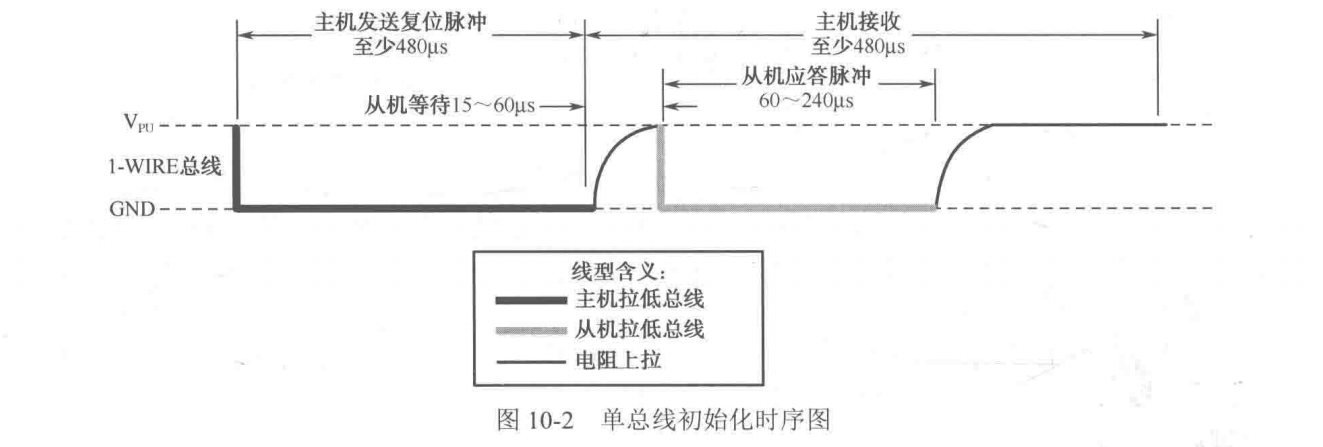 主机发送复位脉冲
至少480μs
主机接收
至少480μs
从机应答脉冲
60～240μs
从机等待15～60μs
VPU
1-WIRE总线
GND
线型含义：
主机拉低总线
从机拉低总线
电阻上拉
图 10-2 单总线初始化时序图